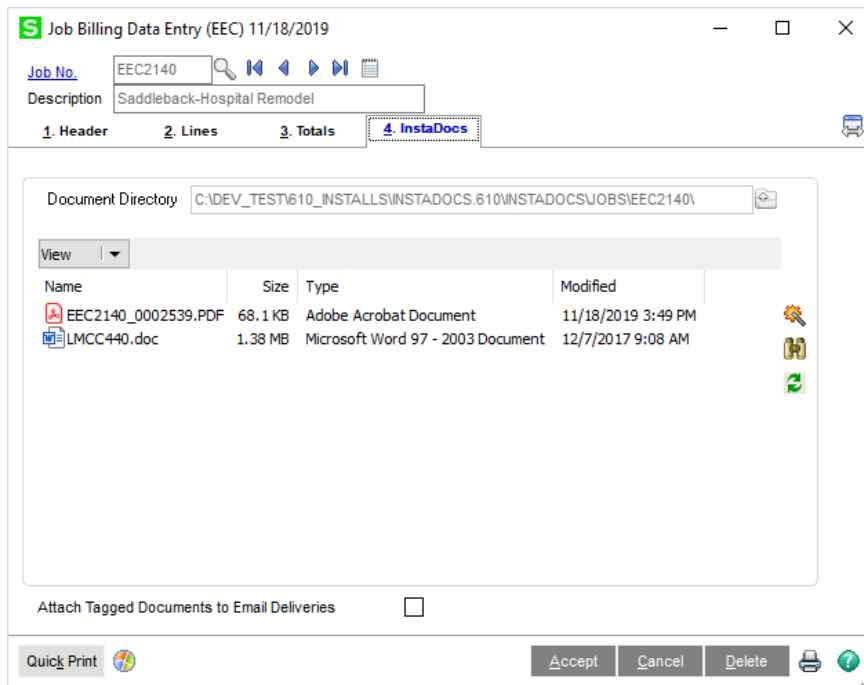 S Job Billing Data Entry (EEC) 11/18/2019
Job No. EEC2140
Description Saddleback-Hospital Remodel
1. Header 2. Lines 3. Totals 4. InstaDocs
Document Directory C:\DEV_TEST\610_INSTALLS\INSTADOCS.610\INSTADOCS\JOBS\EEC2140\
View
Name Size Type Modified
EEC2140_0002539.PDF 68.1 KB Adobe Acrobat Document 11/18/2019 3:49 PM
LMCC440.doc 1.38 MB Microsoft Word 97 - 2003 Document 12/7/2017 9:08 AM
Attach Tagged Documents to Email Deliveries
Quick Print Accept Cancel Delete ?